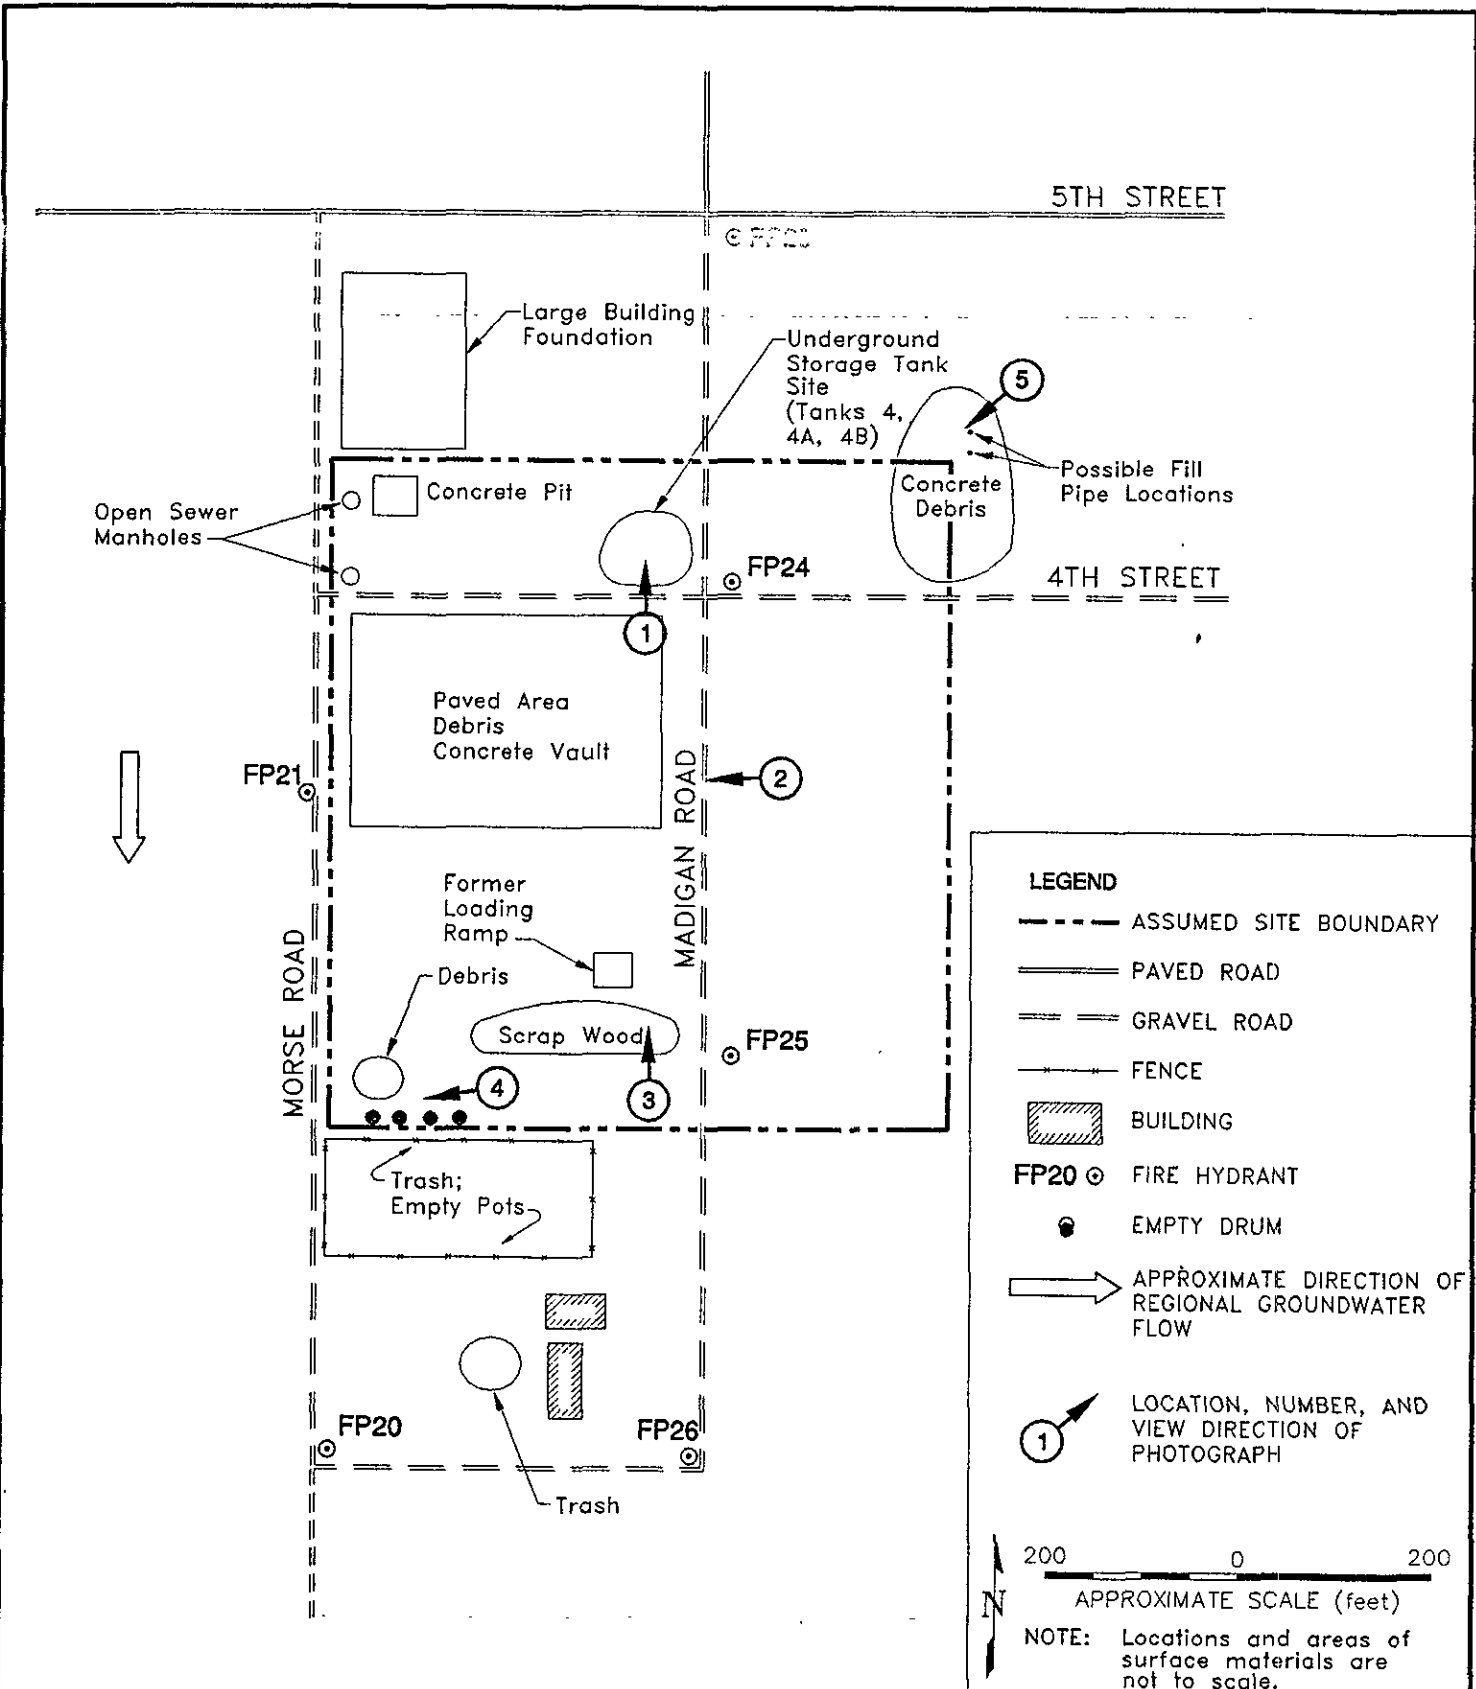 5TH STREET
Large Building
Foundation
Underground
Storage Tank
Site
(Tanks 4,
4A, 4B)
5
Possible Fill
Pipe Locations
Concrete
Debris
Concrete Pit
Open Sewer
Manholes
FP24
4TH STREET
1
Paved Area
Debris
Concrete Vault
FP21
2
MADIGAN ROAD
MORSE ROAD
Former
Loading
Ramp
Debris
Scrap Wood
FP25
4
3
Trash;
Empty Pots
FP20
FP26
Trash
LEGEND
ASSUMED SITE BOUNDARY
PAVED ROAD
GRAVEL ROAD
FENCE
BUILDING
FP20 FIRE HYDRANT
EMPTY DRUM
APPROXIMATE DIRECTION OF
REGIONAL GROUNDWATER
FLOW
1
LOCATION, NUMBER, AND
VIEW DIRECTION OF
PHOTOGRAPH
N
200 0 200
APPROXIMATE SCALE (feet)
NOTE: Locations and areas of
surface materials are
not to scale.